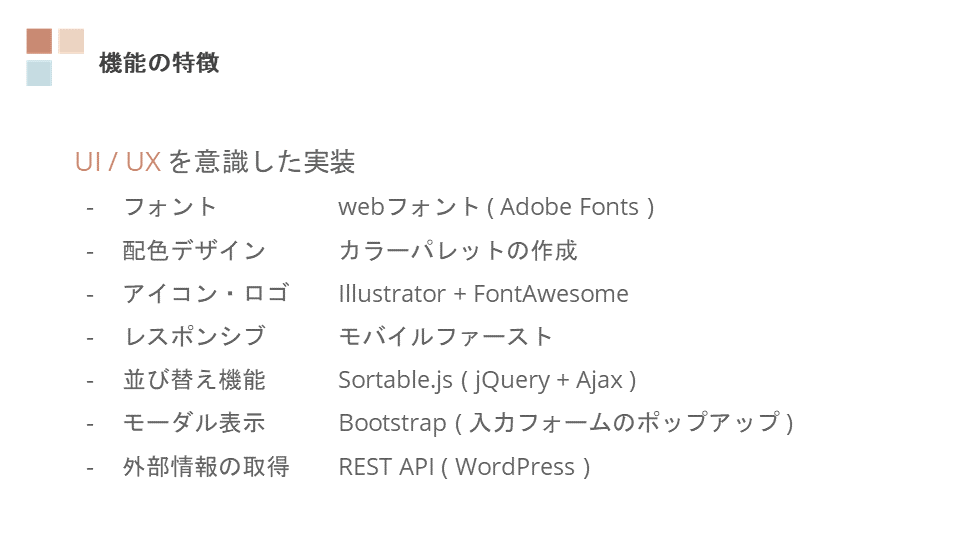 機能の特徴
UI / UX を意識した実装
- フォント webフォント ( Adobe Fonts )
- 配色デザイン カラーパレットの作成
- アイコン・ロゴ Illustrator + FontAwesome
- レスポンシブ モバイルファースト
- 並び替え機能 Sortable.js ( jQuery + Ajax )
- モーダル表示 Bootstrap ( 入力フォームのポップアップ )
- 外部情報の取得 REST API ( WordPress )